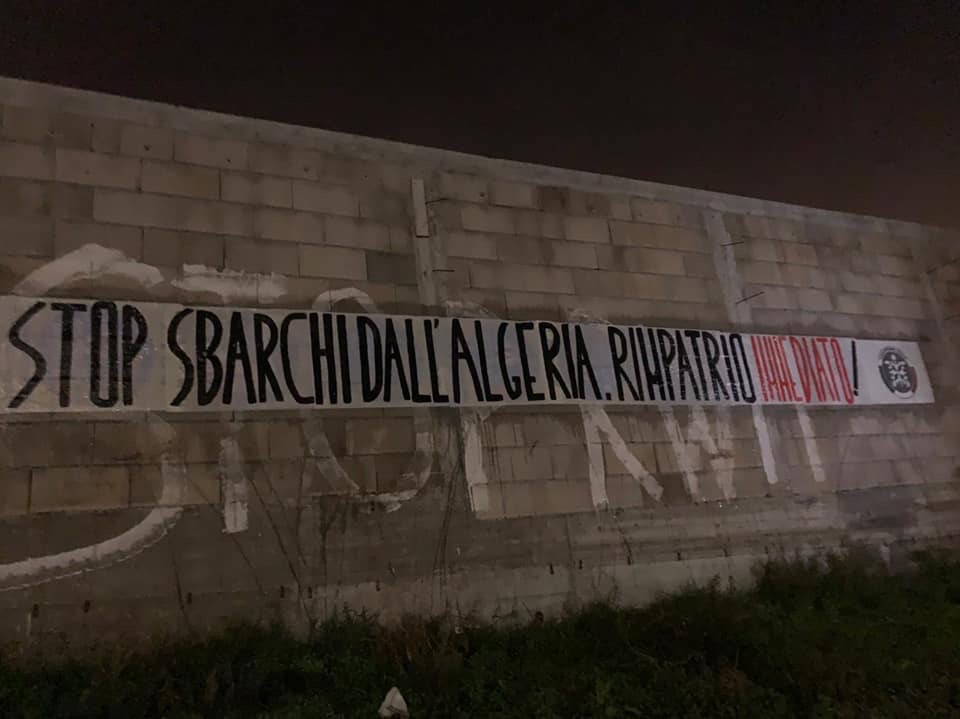 STOP SBARCHI DALL'ALGERIA. RIMPATRIO IMMEDIATO!